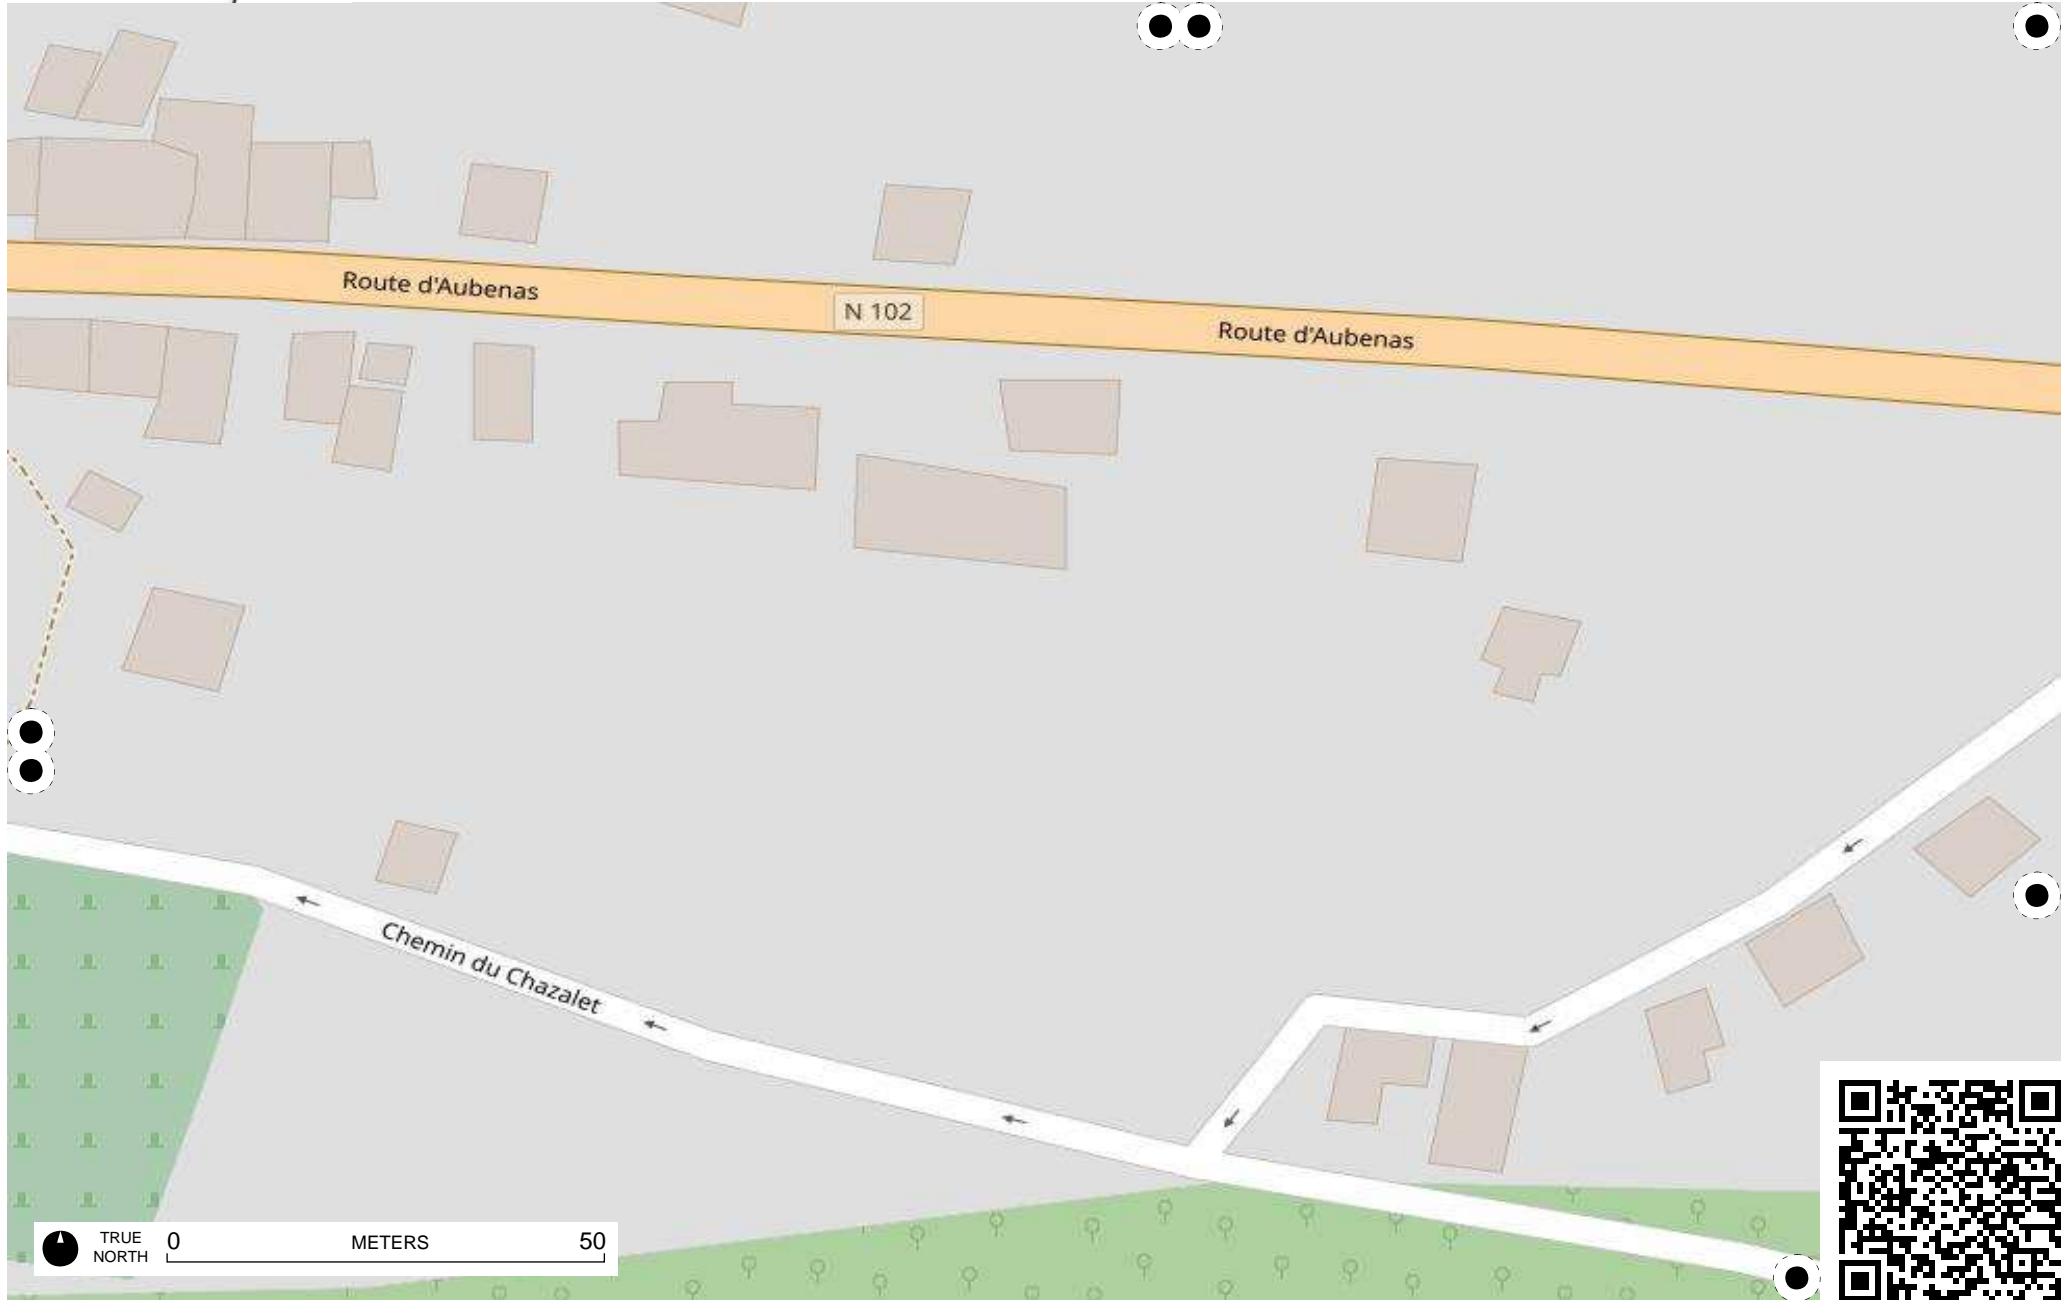 Route d'Aubenas
N 102
Route d'Aubenas
Chemin du Chazalet
TRUE NORTH
0 METERS 50